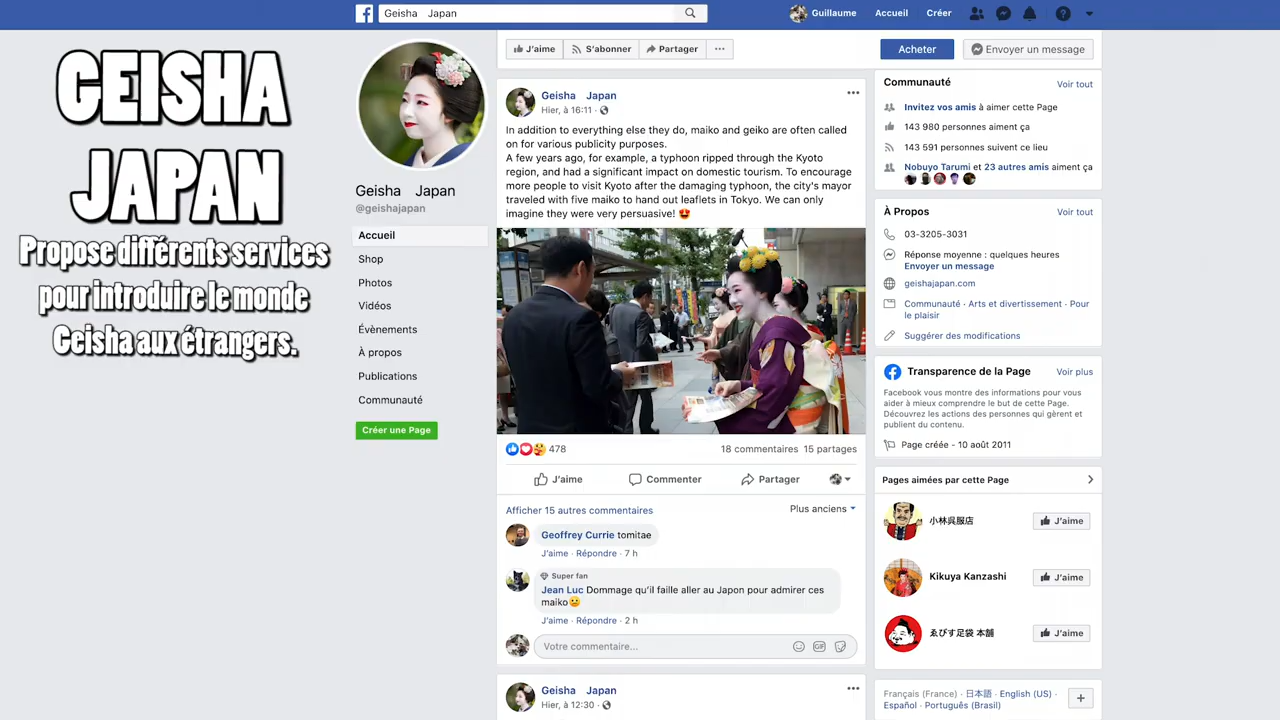 Geisha Japan
Guillaume
Accueil
Créer
GEISHA
JAPAN
Propose différents services
pour introduire le monde
Geisha aux étrangers.
Geisha Japan
@geishajapan
Accueil
Shop
Photos
Vidéos
Évènements
À propos
Publications
Communauté
Créer une Page
J'aime
S'abonner
Partager
Acheter
Envoyer un message
Geisha Japan
Hier, à 16:11
In addition to everything else they do, maiko and geiko are often called
on for various publicity purposes.
A few years ago, for example, a typhoon ripped through the Kyoto
region, and had a significant impact on domestic tourism. To encourage
more people to visit Kyoto after the damaging typhoon, the city's mayor
traveled with five maiko to hand out leaflets in Tokyo. We can only
imagine they were very persuasive! 😍
478
18 commentaires 15 partages
J'aime
Commenter
Partager
Afficher 15 autres commentaires
Plus anciens
Geoffrey Currie tomitae
J'aime · Répondre · 7 h
Super fan
Jean Luc Dommage qu'il faille aller au Japon pour admirer ces
maiko
J'aime · Répondre · 2 h
Votre commentaire...
GIF
Geisha Japan
Hier, à 12:30
Communauté
Voir tout
Invitez vos amis à aimer cette Page
143 980 personnes aiment ça
143 591 personnes suivent ce lieu
Nobuyo Tarumi et 23 autres amis aiment ça
À Propos
Voir tout
03-3205-3031
Réponse moyenne : quelques heures
Envoyer un message
geishajapan.com
Communauté · Arts et divertissement · Pour
le plaisir
Suggérer des modifications
Transparence de la Page
Voir plus
Facebook vous montre des informations pour vous
aider à mieux comprendre le but de cette Page.
Découvrez les actions des personnes qui gèrent et
publient du contenu.
Page créée - 10 août 2011
Pages aimées par cette Page
小林呉服店
J'aime
Kikuya Kanzashi
J'aime
ゑびす足袋 本舗
J'aime
Français (France) · 日本語 · English (US) ·
Español · Português (Brasil)